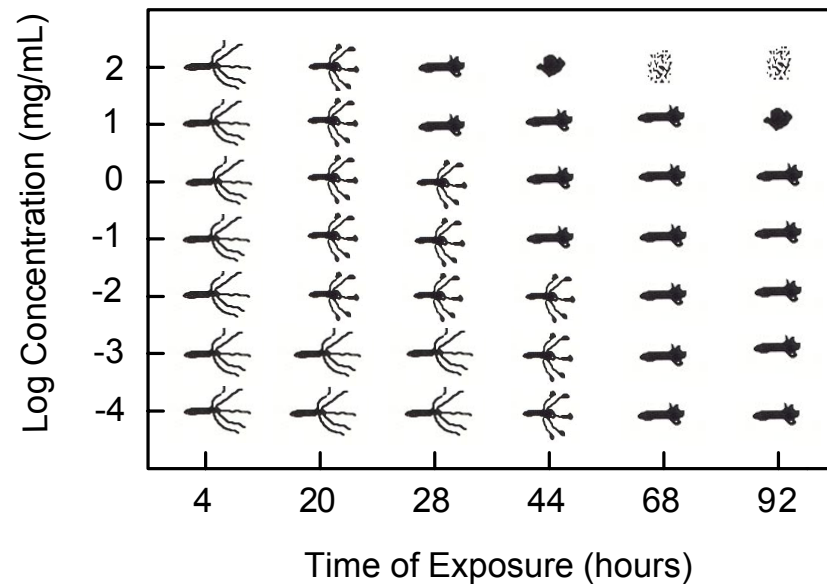 Log Concentration (mg/mL)
2
1
0
-1
-2
-3
-4
4 20 28 44 68 92
Time of Exposure (hours)